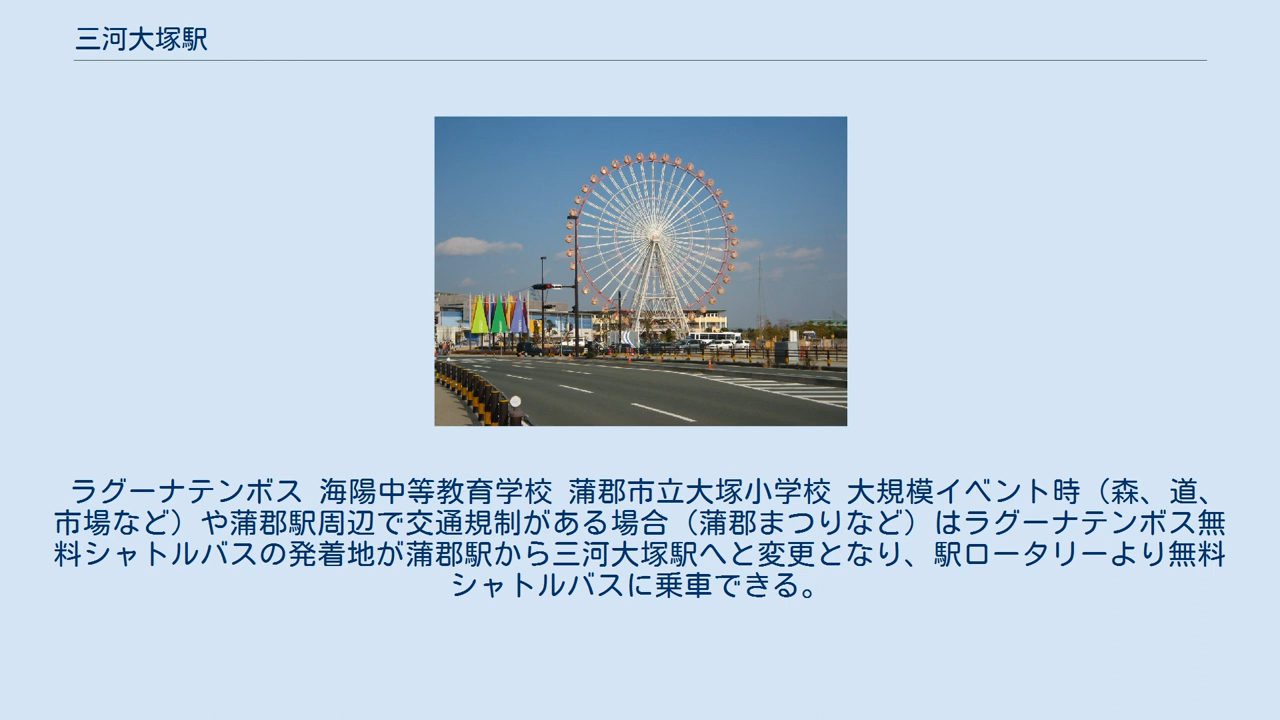 三河大塚駅
ラグーナテンボス 海陽中等教育学校 蒲郡市立大塚小学校 大規模イベント時（森、道、
市場など）や蒲郡駅周辺で交通規制がある場合（蒲郡まつりなど）はラグーナテンボス無
料シャトルバスの発着地が蒲郡駅から三河大塚駅へと変更となり、駅ロータリーより無料
シャトルバスに乗車できる。